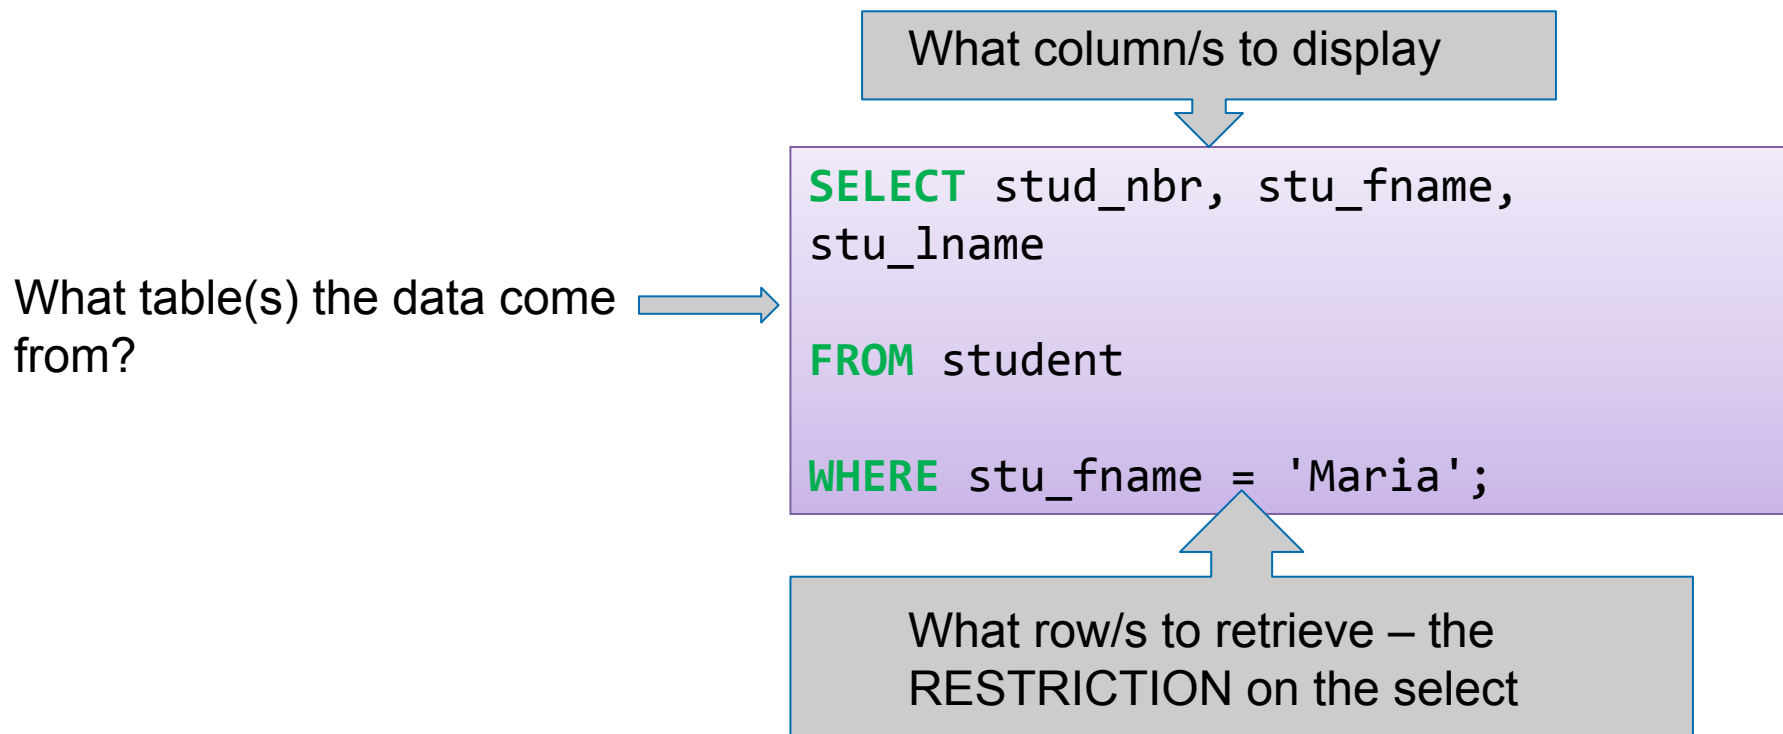 What column/s to display
SELECT stud_nbr, stu_fname,
stu_lname
What table(s) the data come
from?
FROM student
WHERE stu_fname = 'Maria';
What row/s to retrieve – the
RESTRICTION on the select